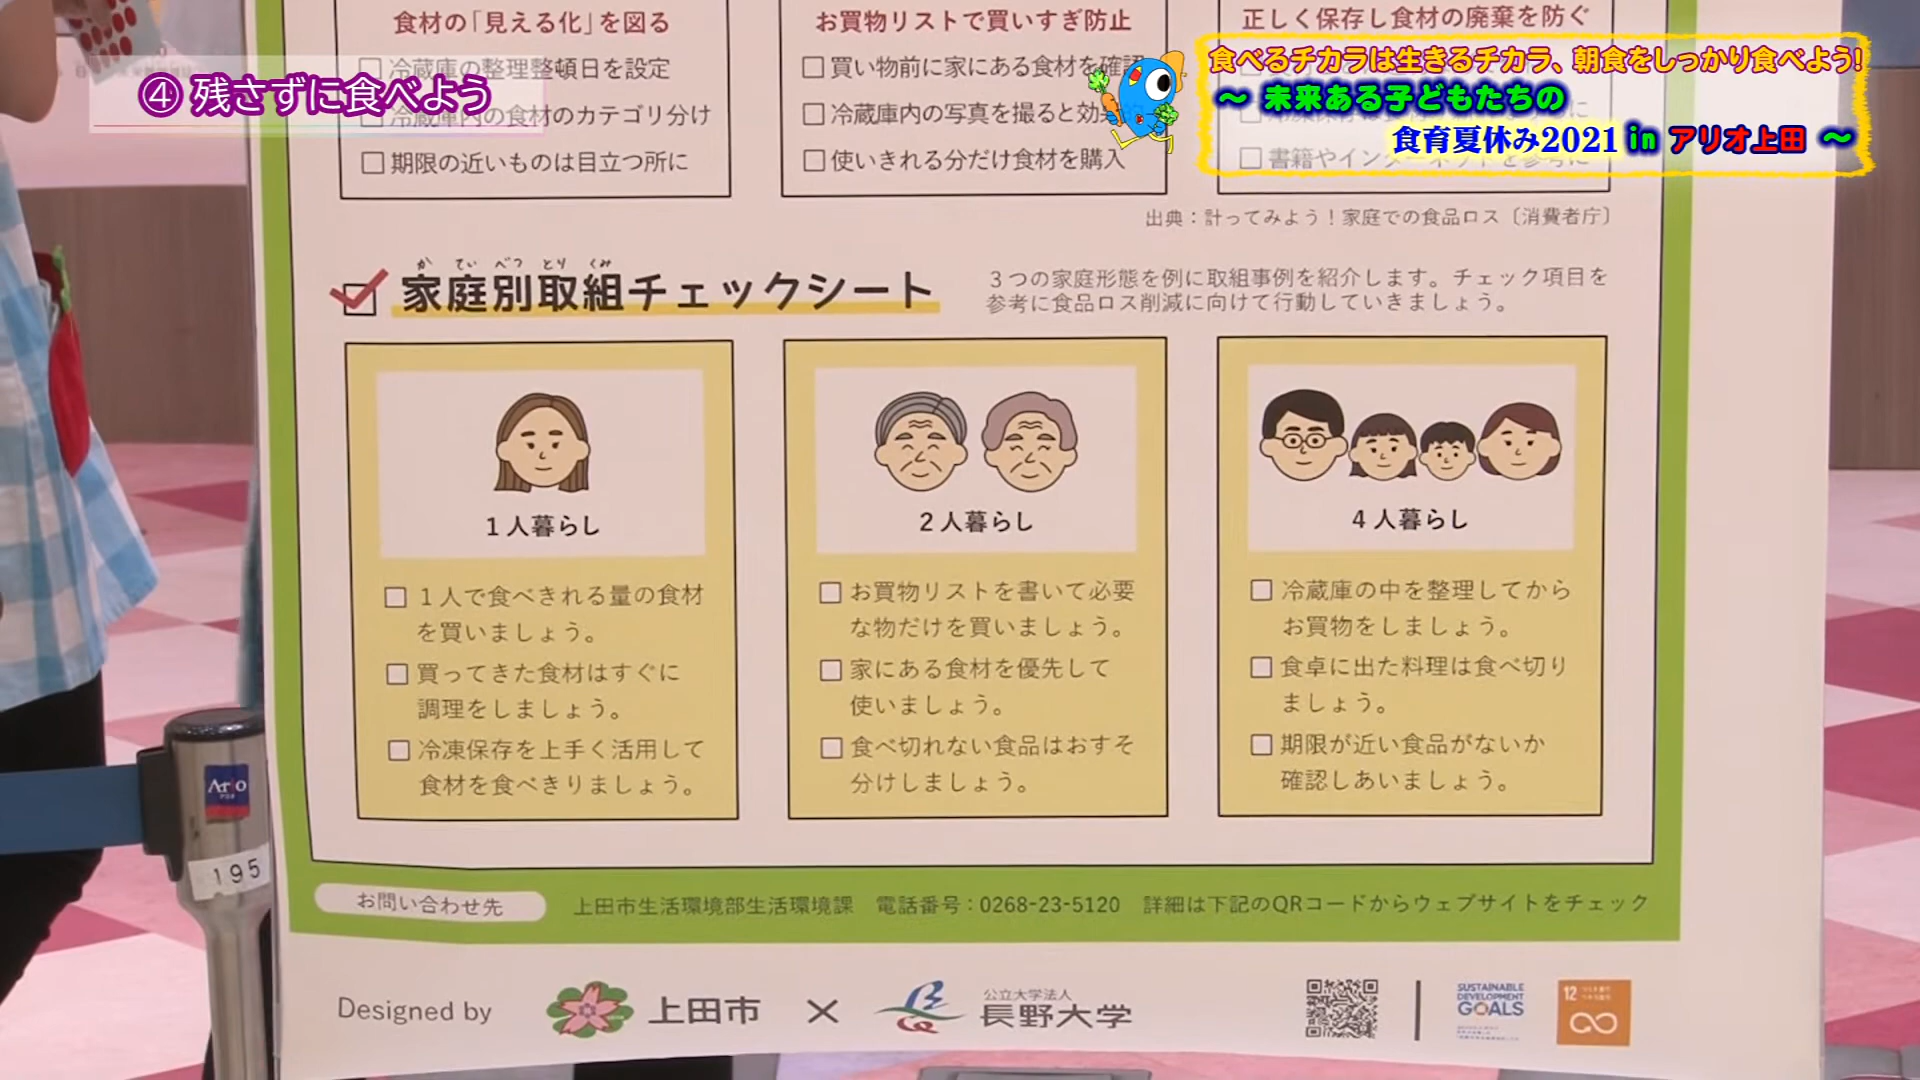 食べるチカラは生きるチカラ、朝食をしっかり食べよう!
～ 未来ある子どもたちの
食育夏休み2021 in アリオ上田 ～
④ 残さずに食べよう
食材の「見える化」を図る
冷蔵庫の整理整頓日を設定
冷蔵庫内の食材のカテゴリ分け
期限の近いものは目立つ所に
お買物リストで買いすぎ防止
買い物前に家にある食材を確認
冷蔵庫内の写真を撮ると効果的
使いきれる分だけ食材を購入
正しく保存し食材の廃棄を防ぐ
書籍やインターネットを参考に
出典：計ってみよう！家庭での食品ロス〔消費者庁〕
か てい べつ とり くみ
家庭別取組チェックシート
３つの家庭形態を例に取組事例を紹介します。チェック項目を
参考に食品ロス削減に向けて行動していきましょう。
１人暮らし
１人で食べきれる量の食材
を買いましょう。
買ってきた食材はすぐに
調理をしましょう。
冷凍保存を上手く活用して
食材を食べきりましょう。
２人暮らし
お買物リストを書いて必要
な物だけを買いましょう。
家にある食材を優先して
使いましょう。
食べ切れない食品はおすそ
分けしましょう。
４人暮らし
冷蔵庫の中を整理してから
お買物をしましょう。
食卓に出た料理は食べ切り
ましょう。
期限が近い食品がないか
確認しあいましょう。
お問い合わせ先
上田市生活環境部生活環境課 電話番号：0268-23-5120 詳細は下記のQRコードからウェブサイトをチェック
Designed by
上田市
×
公立大学法人
長野大学
SUSTAINABLE
DEVELOPMENT
GOALS
12 つくる責任
つかう責任
Ario
アリオ
195